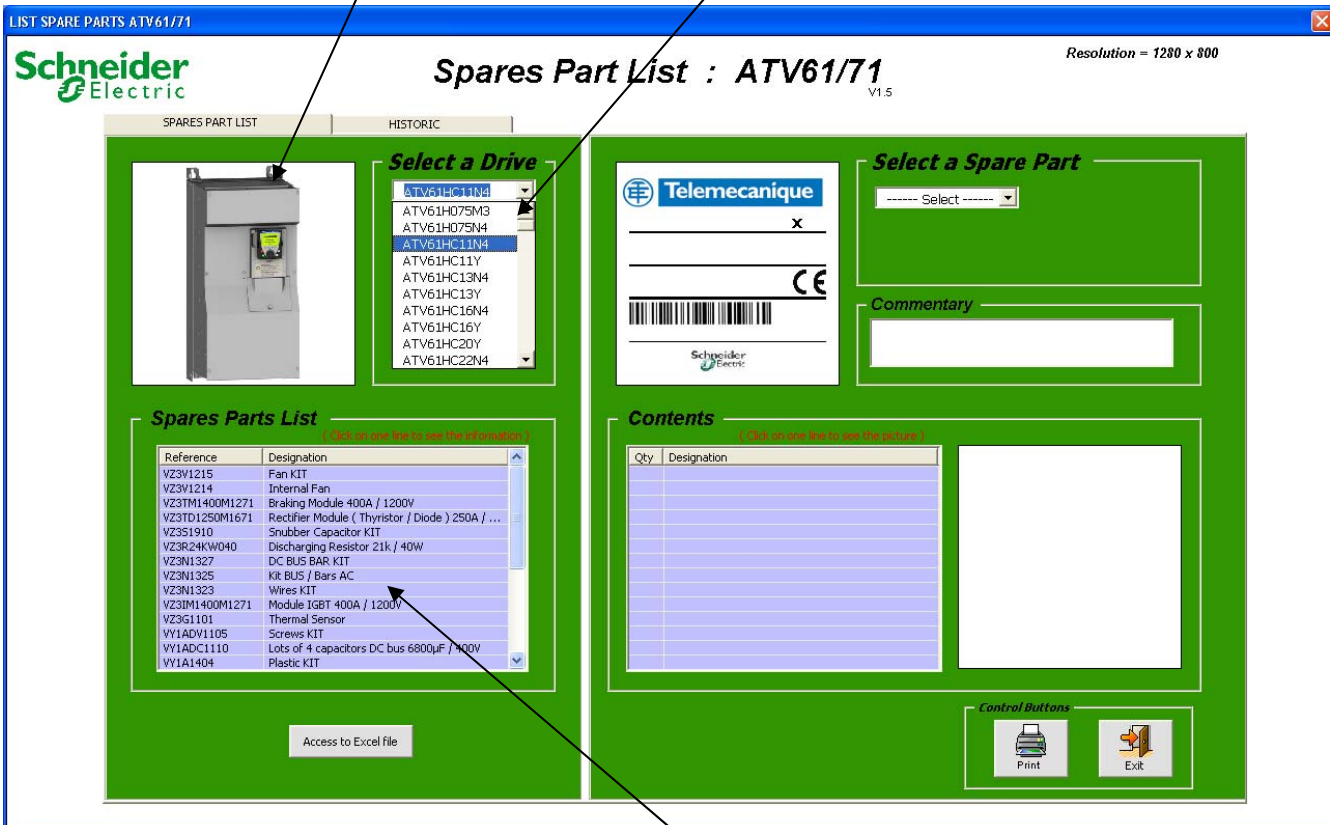 LIST SPARE PARTS ATV61/71
Schneider
Electric
Spares Part List : ATV61/71
V1.5
Resolution = 1280 x 800
SPARES PART LIST
HISTORIC
Select a Drive
ATV61HC11N4
ATV61H075M3
ATV61H075N4
ATV61HC11N4
ATV61HC11Y
ATV61HC13N4
ATV61HC13Y
ATV61HC16N4
ATV61HC16Y
ATV61HC20Y
ATV61HC22N4
Telemecanique
x
CE
Schneider
Electric
Select a Spare Part
------ Select ------
Commentary
Spares Parts List
( Click on one line to see the information )
Reference Designation
VZ3V1215 Fan KIT
VZ3V1214 Internal Fan
VZ3TM1400M1271 Braking Module 400A / 1200V
VZ3TD1250M1671 Rectifier Module ( Thyristor / Diode ) 250A / ...
VZ3S1910 Snubber Capacitor KIT
VZ3R24KW040 Discharging Resistor 21k / 40W
VZ3N1327 DC BUS BAR KIT
VZ3N1325 Kit BUS / Bars AC
VZ3N1323 Wires KIT
VZ3IM1400M1271 Module IGBT 400A / 1200V
VZ3G1101 Thermal Sensor
VY1ADV1105 Screws KIT
VY1ADC1110 Lots of 4 capacitors DC bus 6800µF / 400V
VY1A1404 Plastic KIT
Access to Excel file
Contents
( Click on one line to see the picture )
Qty Designation
Control Buttons
Print
Exit